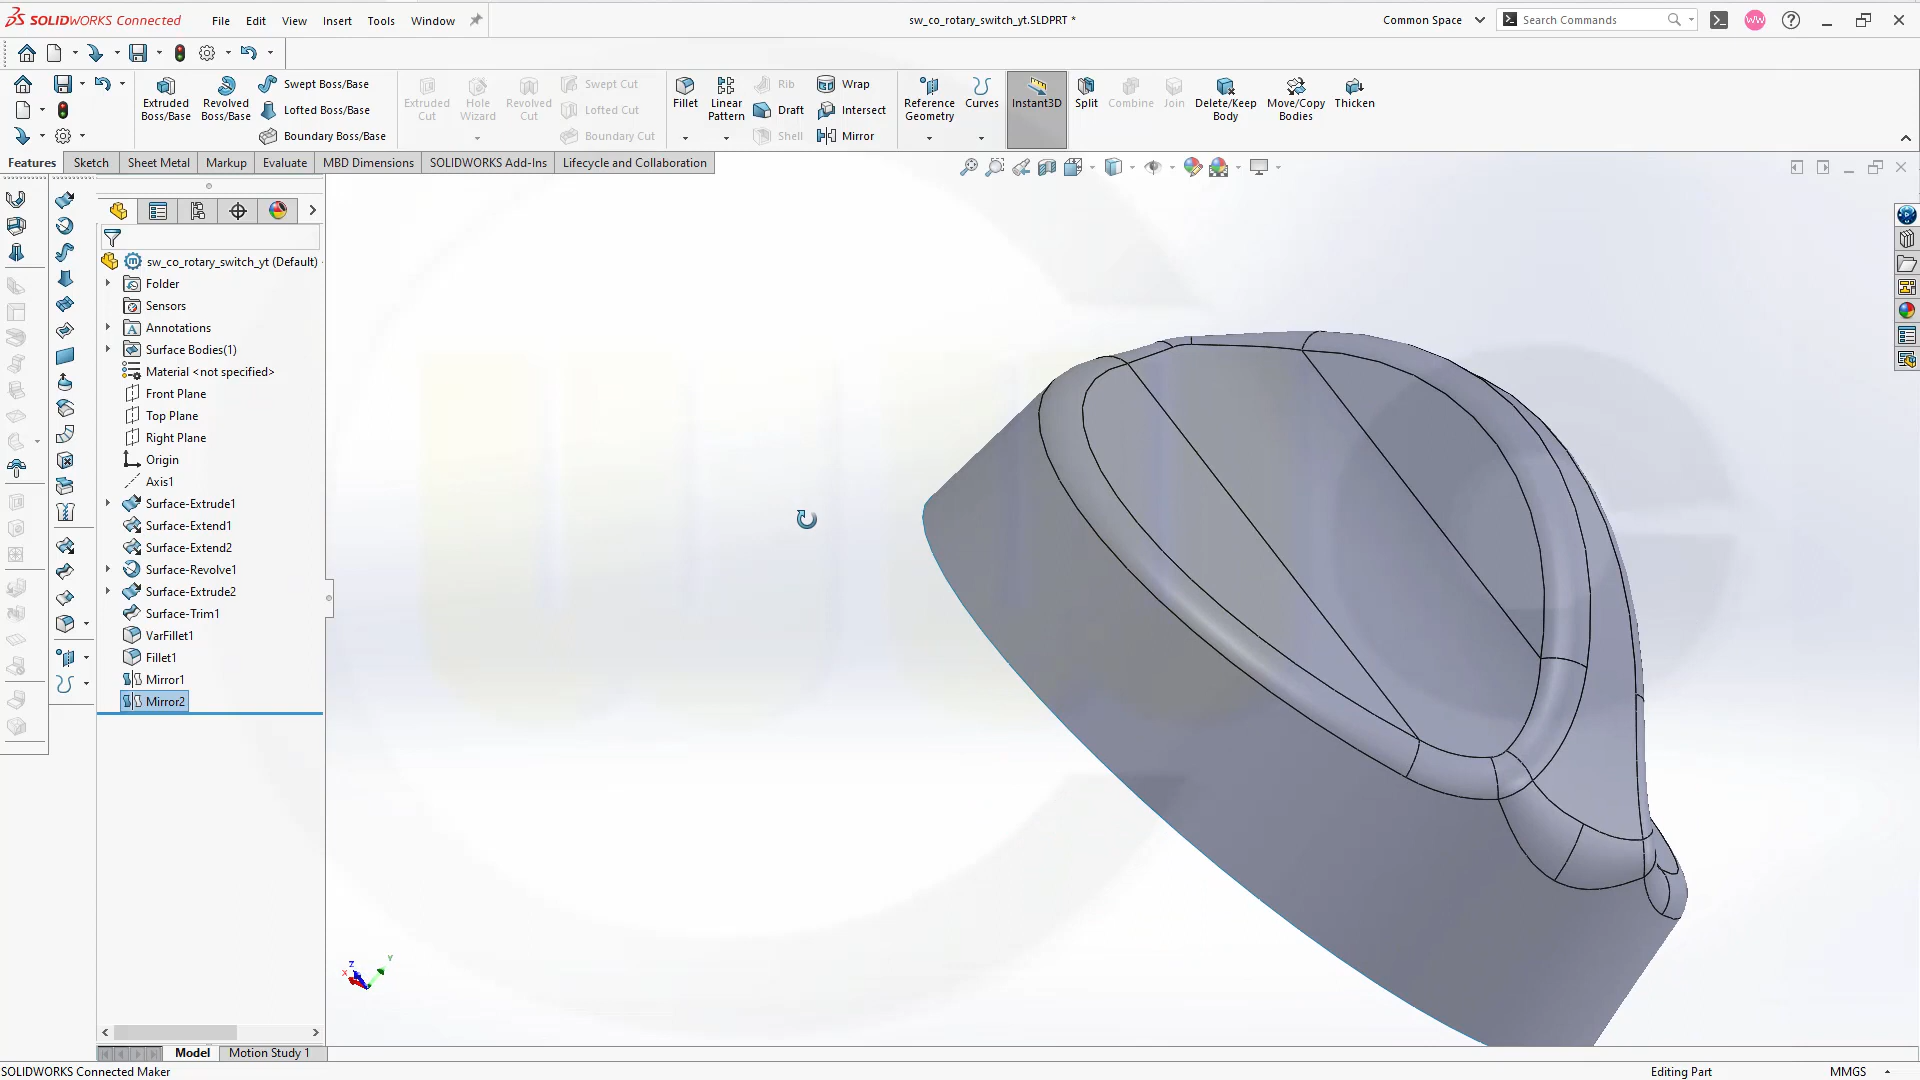 SOLIDWORKS Connected
File Edit View Insert Tools Window
sw_co_rotary_switch_yt.SLDPRT *
Common Space
Search Commands
WW
Extruded Boss/Base
Revolved Boss/Base
Swept Boss/Base
Lofted Boss/Base
Boundary Boss/Base
Extruded Cut
Hole Wizard
Revolved Cut
Swept Cut
Lofted Cut
Boundary Cut
Fillet
Linear Pattern
Rib
Draft
Shell
Wrap
Intersect
Mirror
Reference Geometry
Curves
Instant3D
Split
Combine
Join
Delete/Keep Body
Move/Copy Bodies
Thicken
Features Sketch Sheet Metal Markup Evaluate MBD Dimensions SOLIDWORKS Add-Ins Lifecycle and Collaboration
sw_co_rotary_switch_yt (Default)
Folder
Sensors
Annotations
Surface Bodies(1)
Material <not specified>
Front Plane
Top Plane
Right Plane
Origin
Axis1
Surface-Extrude1
Surface-Extend1
Surface-Extend2
Surface-Revolve1
Surface-Extrude2
Surface-Trim1
VarFillet1
Fillet1
Mirror1
Mirror2
X
Z
Y
Model Motion Study 1
SOLIDWORKS Connected Maker
Editing Part
MMGS